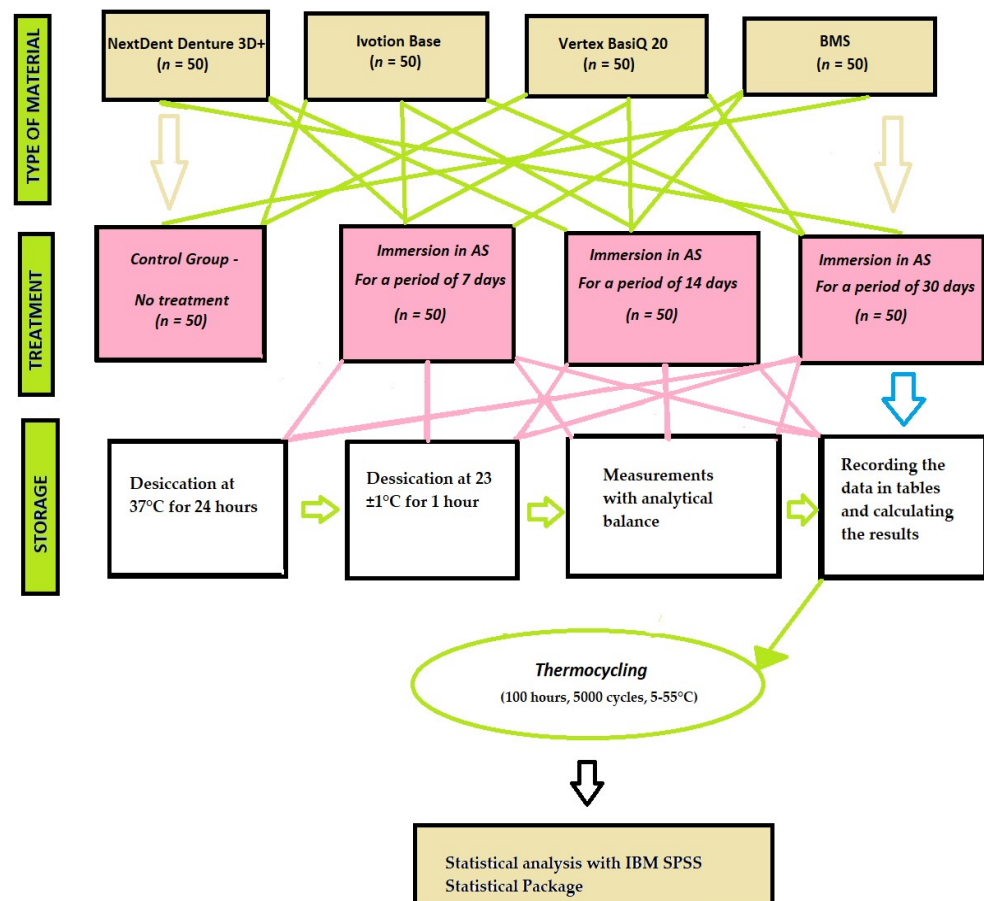 TYPE OF MATERIAL
NextDent Denture 3D+
(n = 50)
Ivotion Base
(n = 50)
Vertex BasiQ 20
(n = 50)
BMS
(n = 50)
TREATMENT
Control Group -
No treatment
(n = 50)
Immersion in AS
For a period of 7 days
(n = 50)
Immersion in AS
For a period of 14 days
(n = 50)
Immersion in AS
For a period of 30 days
(n = 50)
STORAGE
Desiccation at
37°C for 24 hours
Dessication at 23
±1°C for 1 hour
Measurements
with analytical
balance
Recording the
data in tables
and calculating
the results
Thermocycling
(100 hours, 5000 cycles, 5-55°C)
Statistical analysis with IBM SPSS
Statistical Package